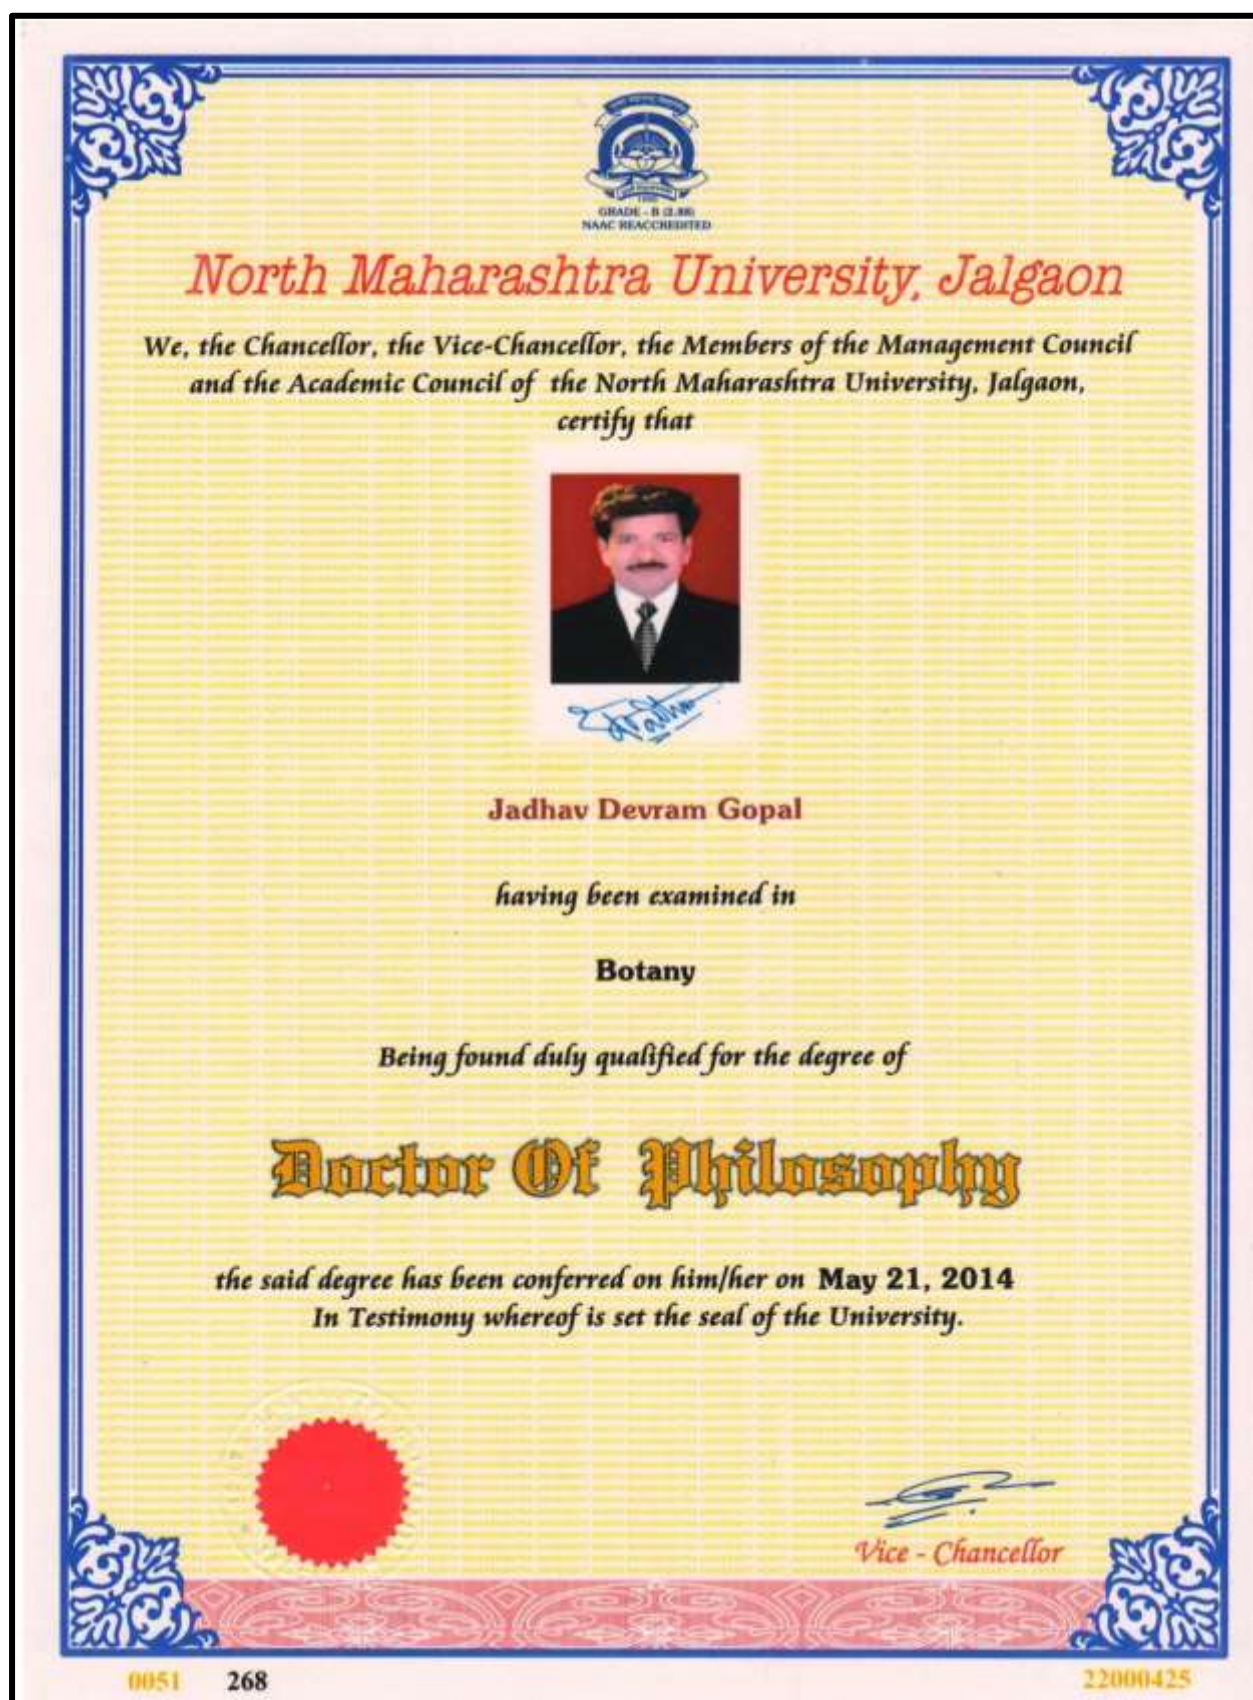 GRADE - B (2.88)
NAAC REACCREDITED
North Maharashtra University, Jalgaon
We, the Chancellor, the Vice-Chancellor, the Members of the Management Council
and the Academic Council of the North Maharashtra University, Jalgaon,
certify that
Jadhav Devram Gopal
having been examined in
Botany
Being found duly qualified for the degree of
Doctor Of Philosophy
the said degree has been conferred on him/her on May 21, 2014
In Testimony whereof is set the seal of the University.
Vice - Chancellor
0051 268 22000425